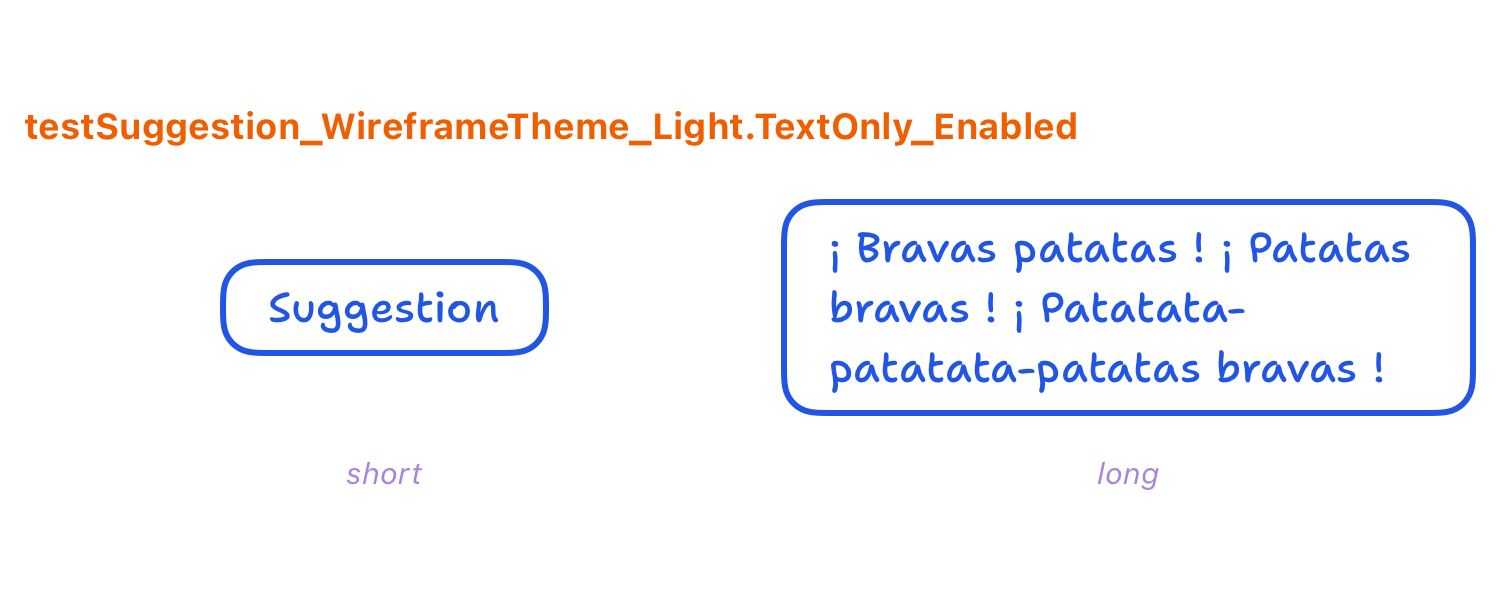 testSuggestion_WireframeTheme_Light.TextOnly_Enabled
Suggestion
¡ Bravas patatas ! ¡ Patatas
bravas ! ¡ Patatata-
patatata-patatas bravas !
short
long